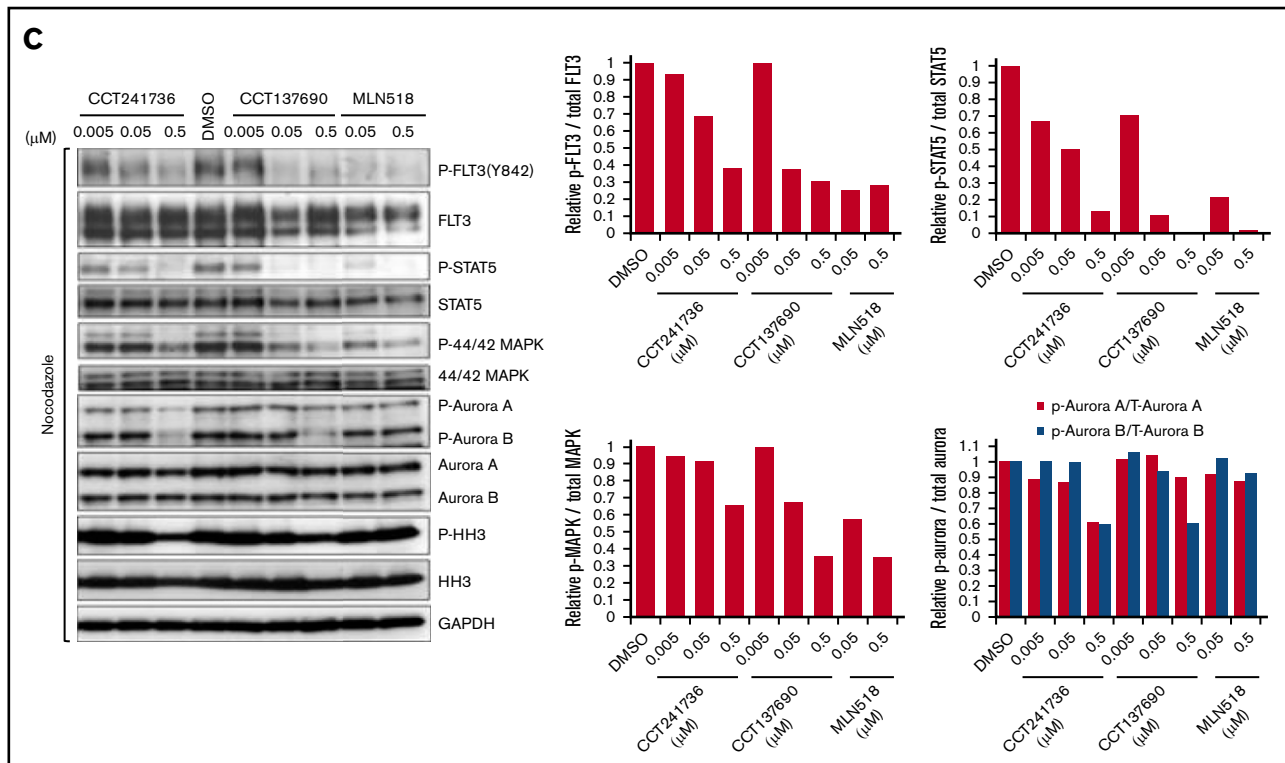 C
CCT241736 DMSO CCT137690 MLN518
(μM) 0.005 0.05 0.5 0.005 0.05 0.5 0.05 0.5
Nocodazole
P-FLT3(Y842)
FLT3
P-STAT5
STAT5
P-44/42 MAPK
44/42 MAPK
P-Aurora A
P-Aurora B
Aurora A
Aurora B
P-HH3
HH3
GAPDH
Relative p-FLT3 / total FLT3
1
0.9
0.8
0.7
0.6
0.5
0.4
0.3
0.2
0.1
0
DMSO 0.005 0.05 0.5 0.005 0.05 0.5 0.05 0.5
CCT241736 CCT137690 MLN518
(μM) (μM) (μM)
Relative p-STAT5 / total STAT5
1
0.9
0.8
0.7
0.6
0.5
0.4
0.3
0.2
0.1
0
DMSO 0.005 0.05 0.5 0.005 0.05 0.5 0.05 0.5
CCT241736 CCT137690 MLN518
(μM) (μM) (μM)
Relative p-MAPK / total MAPK
1
0.9
0.8
0.7
0.6
0.5
0.4
0.3
0.2
0.1
0
DMSO 0.005 0.05 0.5 0.005 0.05 0.5 0.05 0.5
CCT241736 CCT137690 MLN518
(μM) (μM) (μM)
p-Aurora A/T-Aurora A
p-Aurora B/T-Aurora B
Relative p-aurora / total aurora
1.1
1
0.9
0.8
0.7
0.6
0.5
0.4
0.3
0.2
0.1
0
DMSO 0.005 0.05 0.5 0.005 0.05 0.5 0.05 0.5
CCT241736 CCT137690 MLN518
(μM) (μM) (μM)